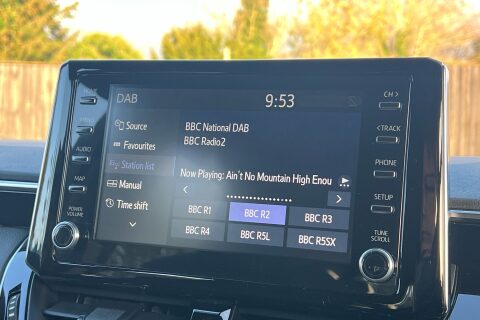 DAB
9:53
CH >
Source
BBC National DAB
BBC Radio2
< TRACK
Favourites
AUDIO
Station list
Now Playing: Ain´t No Mountain High Enou
PHONE
MAP
Manual
SETUP
Time shift
BBC R1
BBC R2
BBC R3
BBC R4
BBC R5L
BBC R5SX
POWER
VOLUME
TUNE
SCROLL